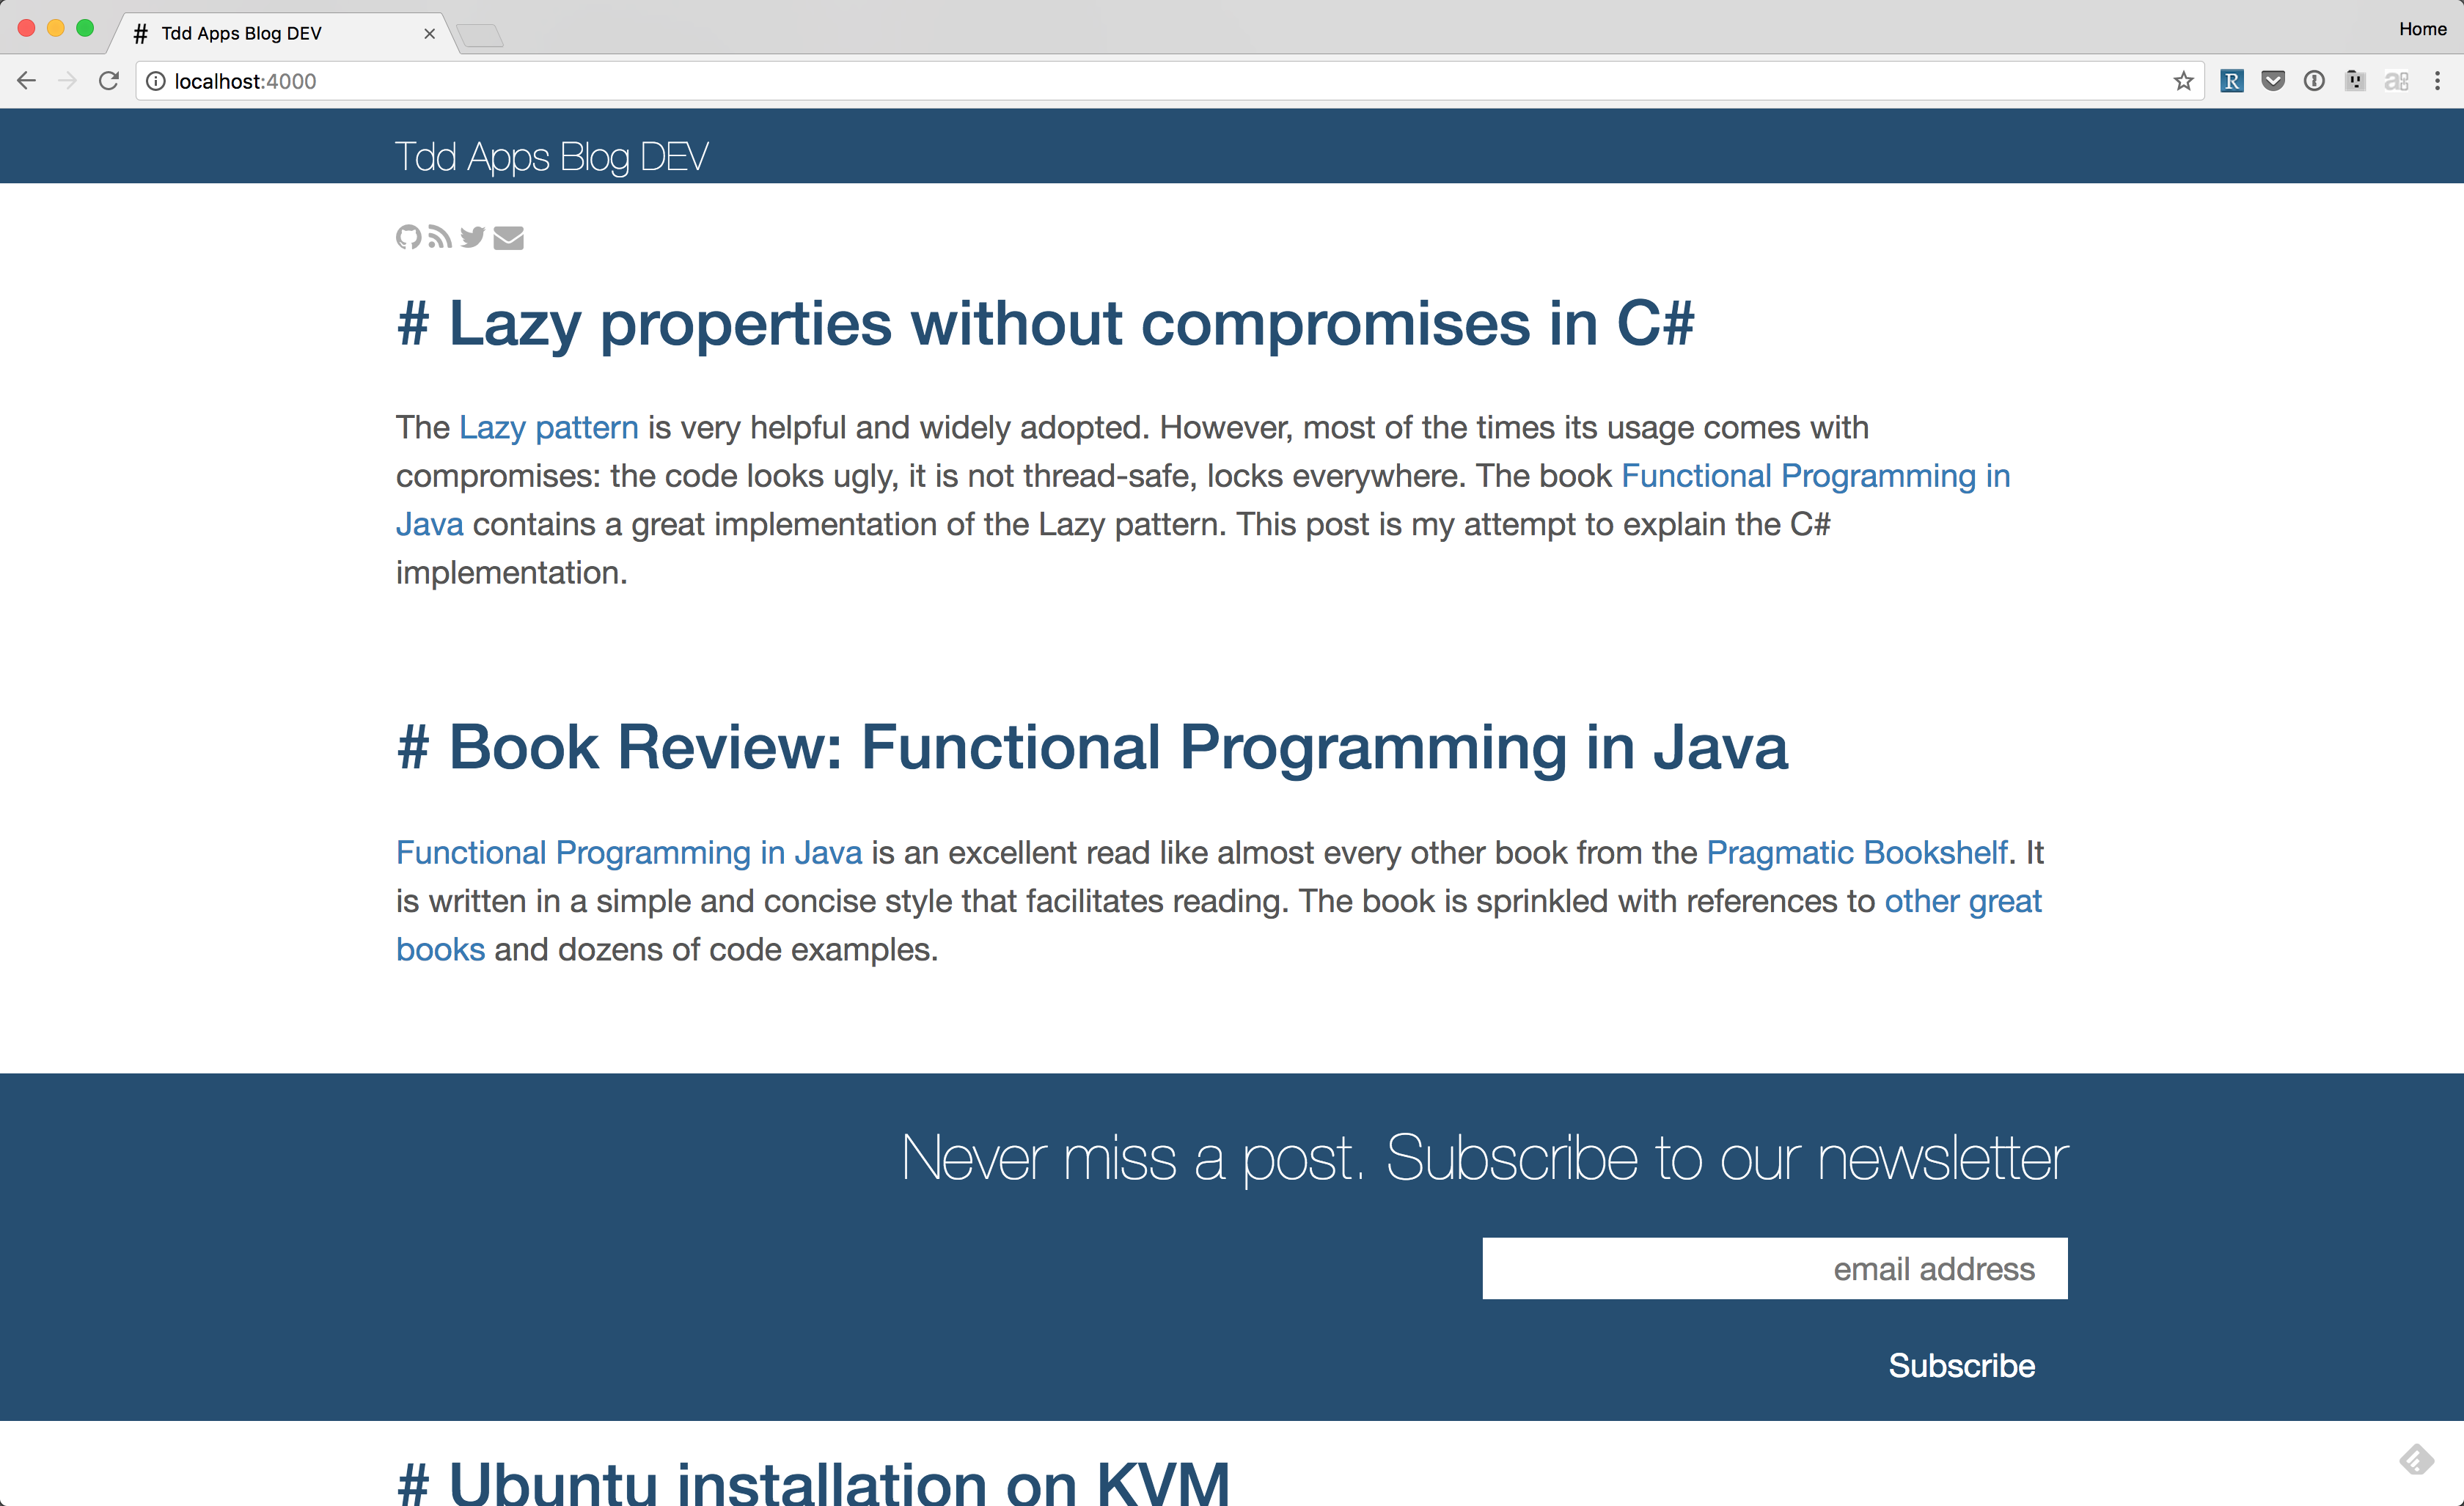 # Tdd Apps Blog DEV
Home
localhost:4000
Tdd Apps Blog DEV
# Lazy properties without compromises in C#
The Lazy pattern is very helpful and widely adopted. However, most of the times its usage comes with
compromises: the code looks ugly, it is not thread-safe, locks everywhere. The book Functional Programming in
Java contains a great implementation of the Lazy pattern. This post is my attempt to explain the C#
implementation.
# Book Review: Functional Programming in Java
Functional Programming in Java is an excellent read like almost every other book from the Pragmatic Bookshelf. It
is written in a simple and concise style that facilitates reading. The book is sprinkled with references to other great
books and dozens of code examples.
Never miss a post. Subscribe to our newsletter
email address
Subscribe
# Ubuntu installation on KVM